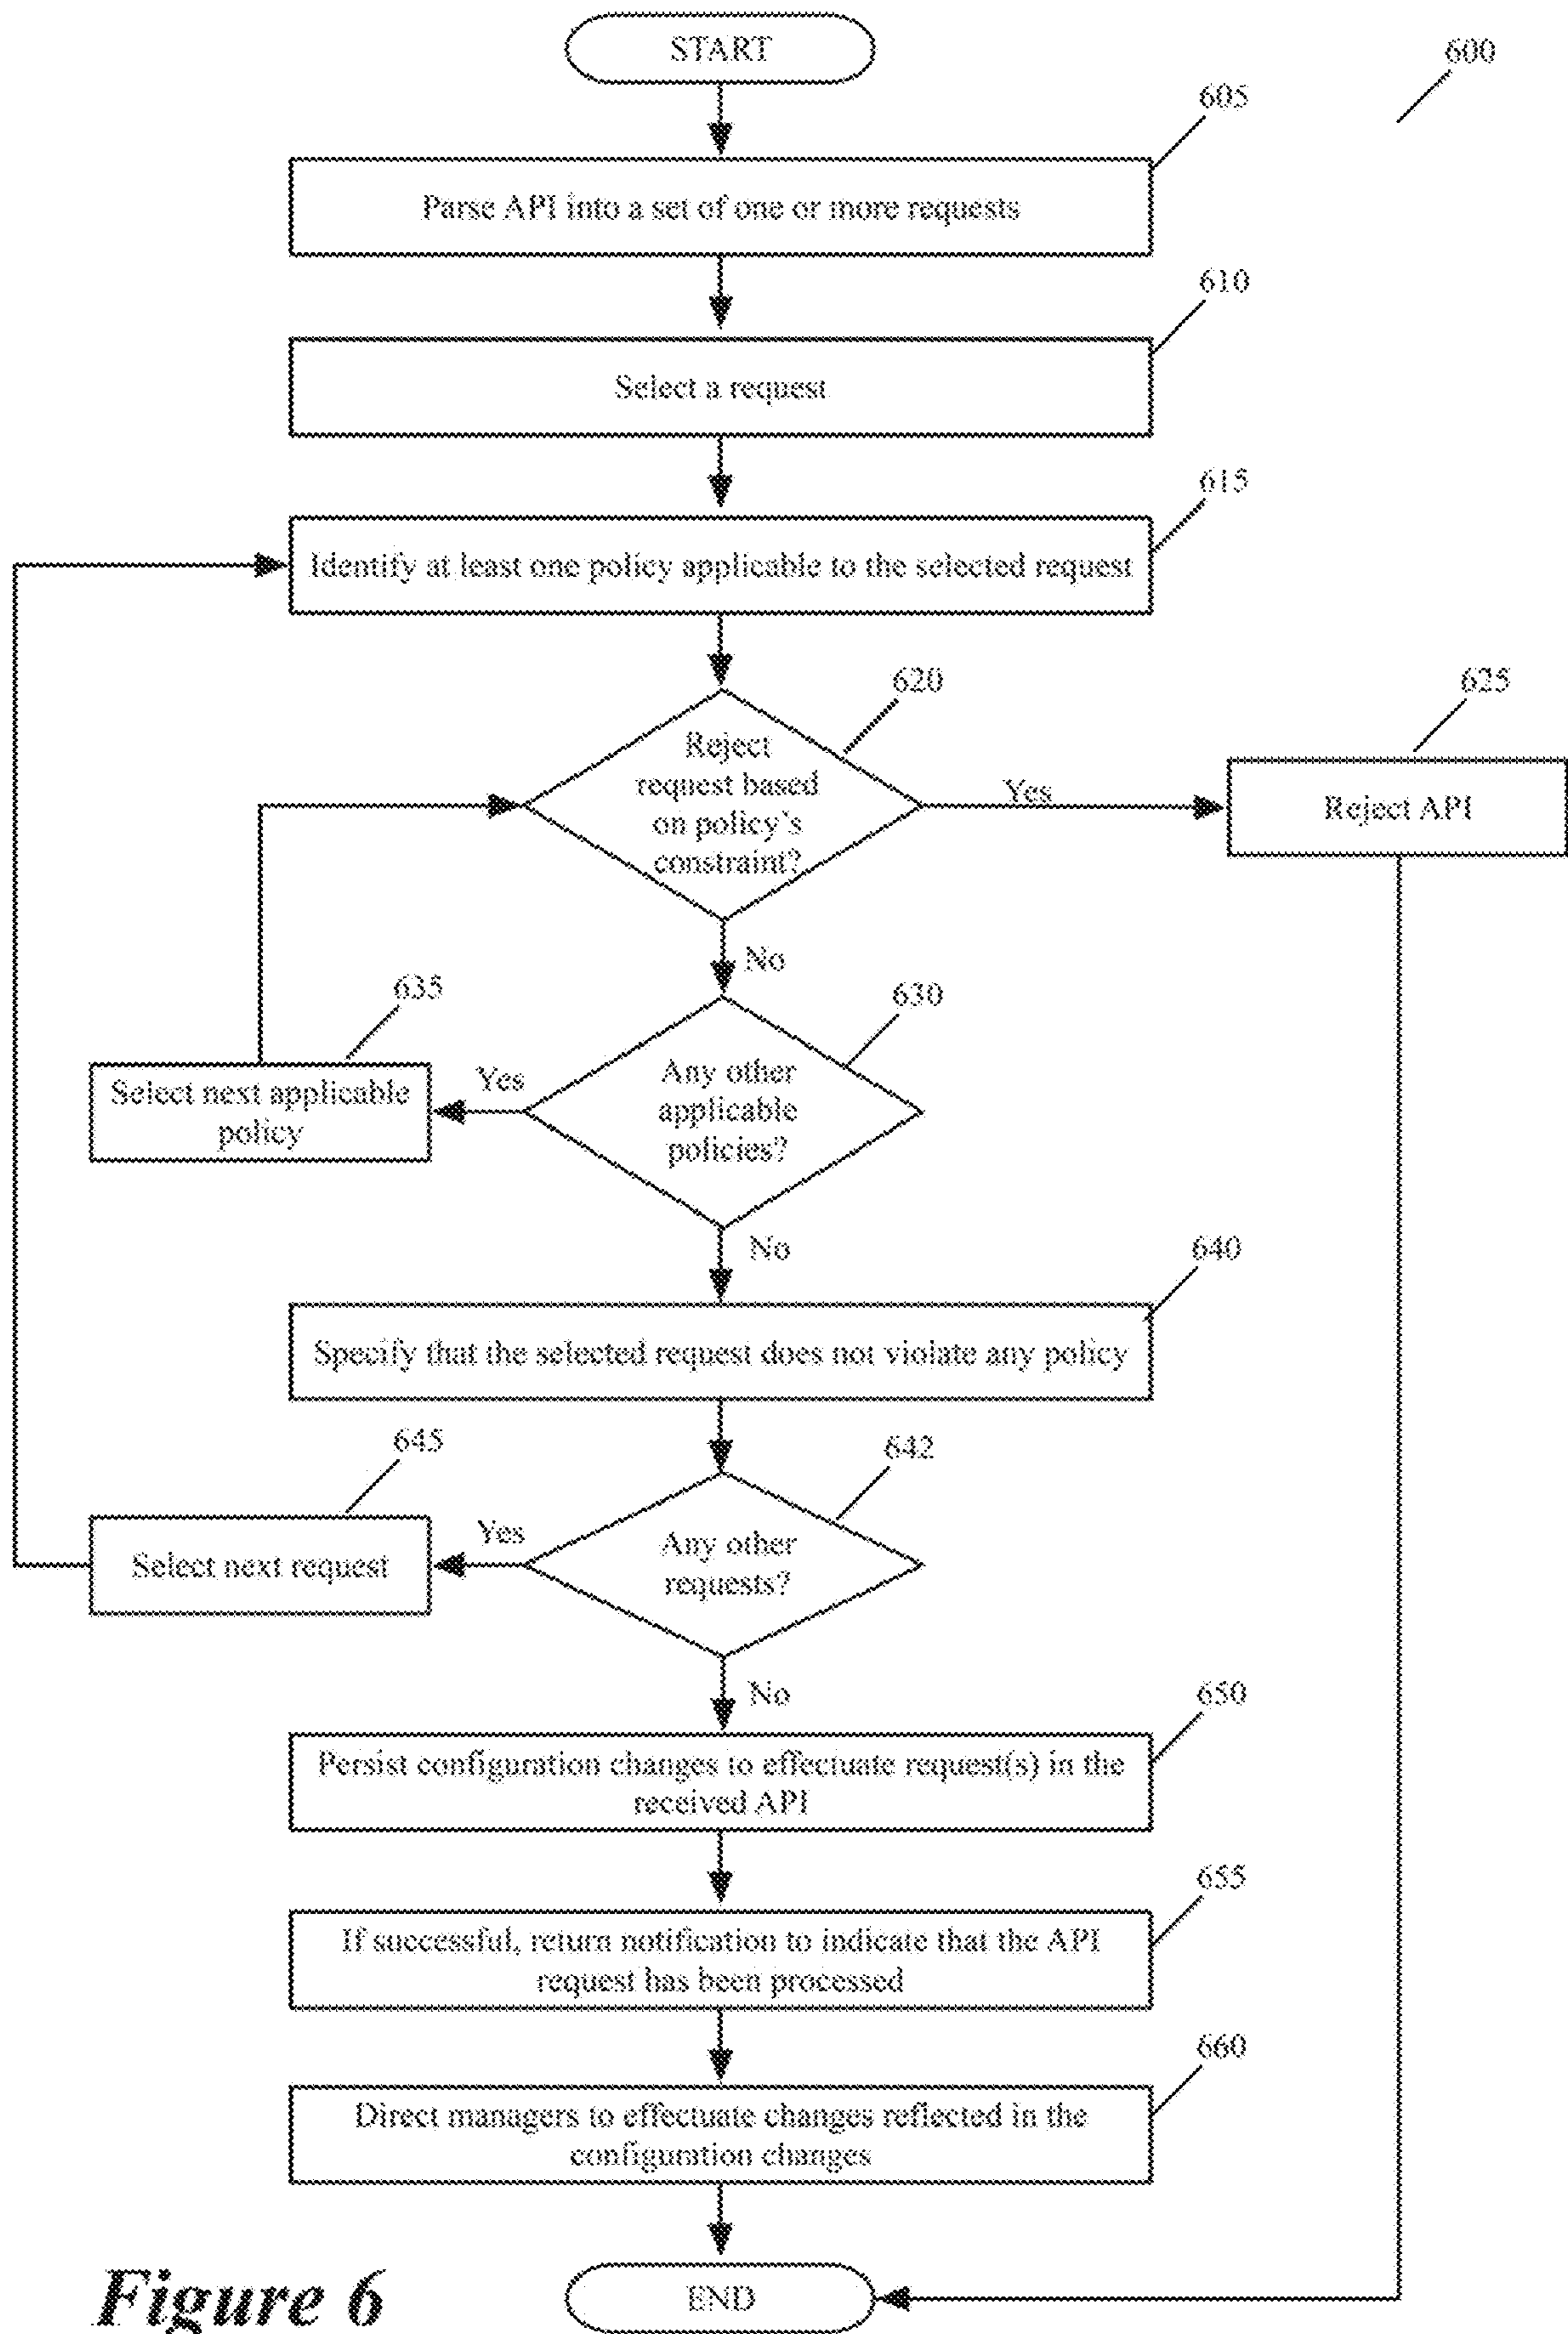 START
600
605
Parse API into a set of one or more requests
610
Select a request
615
Identify at least one policy applicable to the selected request
620
625
Reject
request based
on policy's
constraint?
Yes
Reject API
No
635
630
Select next applicable
policy
Yes
Any other
applicable
policies?
No
640
Specify that the selected request does not violate any policy
645
642
Select next request
Yes
Any other
requests?
No
650
Persist configuration changes to effectuate request(s) in the
received API
655
If successful, return notification to indicate that the API
request has been processed
660
Direct managers to effectuate changes reflected in the
configuration changes
END
Figure 6